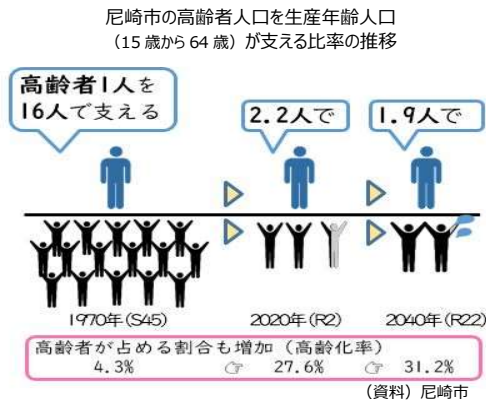 尼崎市の高齢者人口を生産年齢人口
（15 歳から 64 歳）が支える比率の推移
高齢者1人を
16人で支える
2.2人で
1.9人で
1970年(S45)
2020年(R2)
2040年(R22)
高齢者が占める割合も増加（高齢化率）
4.3% ☞ 27.6% ☞ 31.2%
（資料）尼崎市